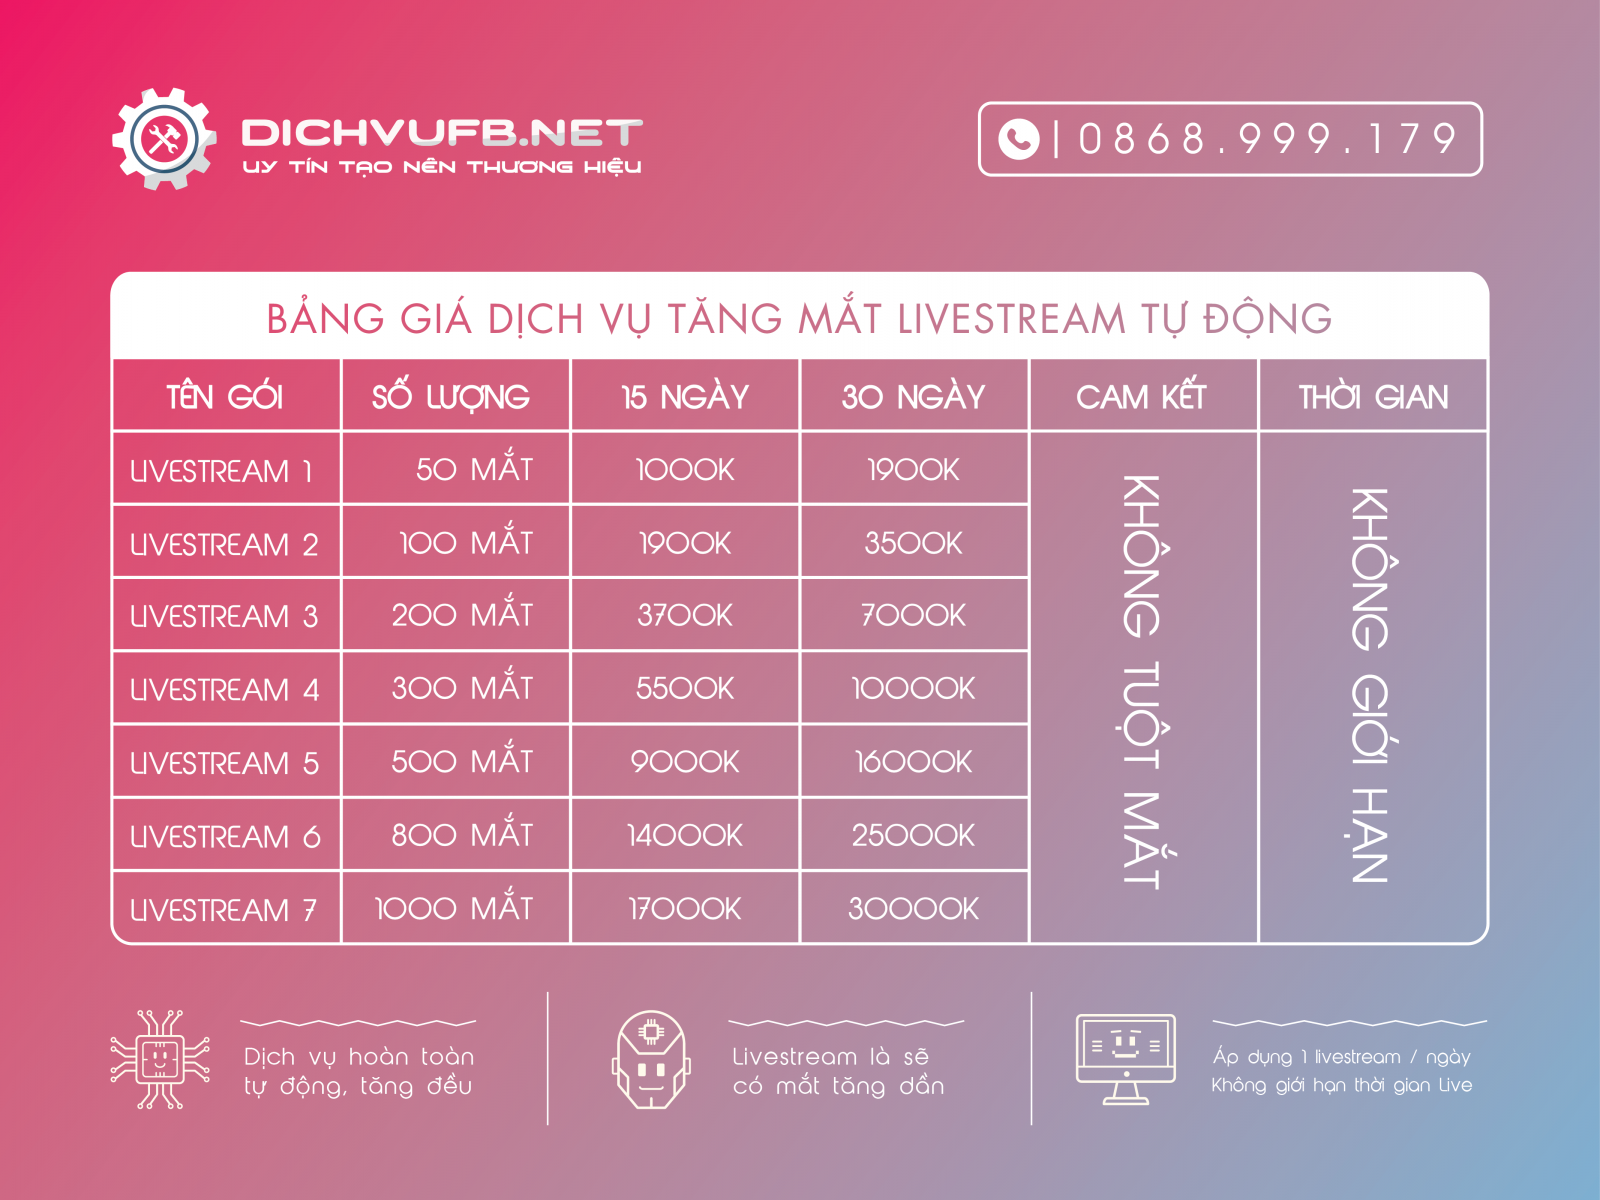 DICHVUFB.NET
UY TÍN TẠO NÊN THƯƠNG HIỆU
0868.999.179
BẢNG GIÁ DỊCH VỤ TĂNG MẮT LIVESTREAM TỰ ĐỘNG
TÊN GÓI SỐ LƯỢNG 15 NGÀY 30 NGÀY CAM KẾT THỜI GIAN
LIVESTREAM 1 50 MẮT 1000K 1900K
LIVESTREAM 2 100 MẮT 1900K 3500K
LIVESTREAM 3 200 MẮT 3700K 7000K
LIVESTREAM 4 300 MẮT 5500K 10000K
LIVESTREAM 5 500 MẮT 9000K 16000K
LIVESTREAM 6 800 MẮT 14000K 25000K
LIVESTREAM 7 1000 MẮT 17000K 30000K
KHÔNG TUỘT MẮT
KHÔNG GIỚI HẠN
Dịch vụ hoàn toàn
tự động, tăng đều
Livestream là sẽ
có mắt tăng dần
Áp dụng 1 livestream / ngày
Không giới hạn thời gian Live